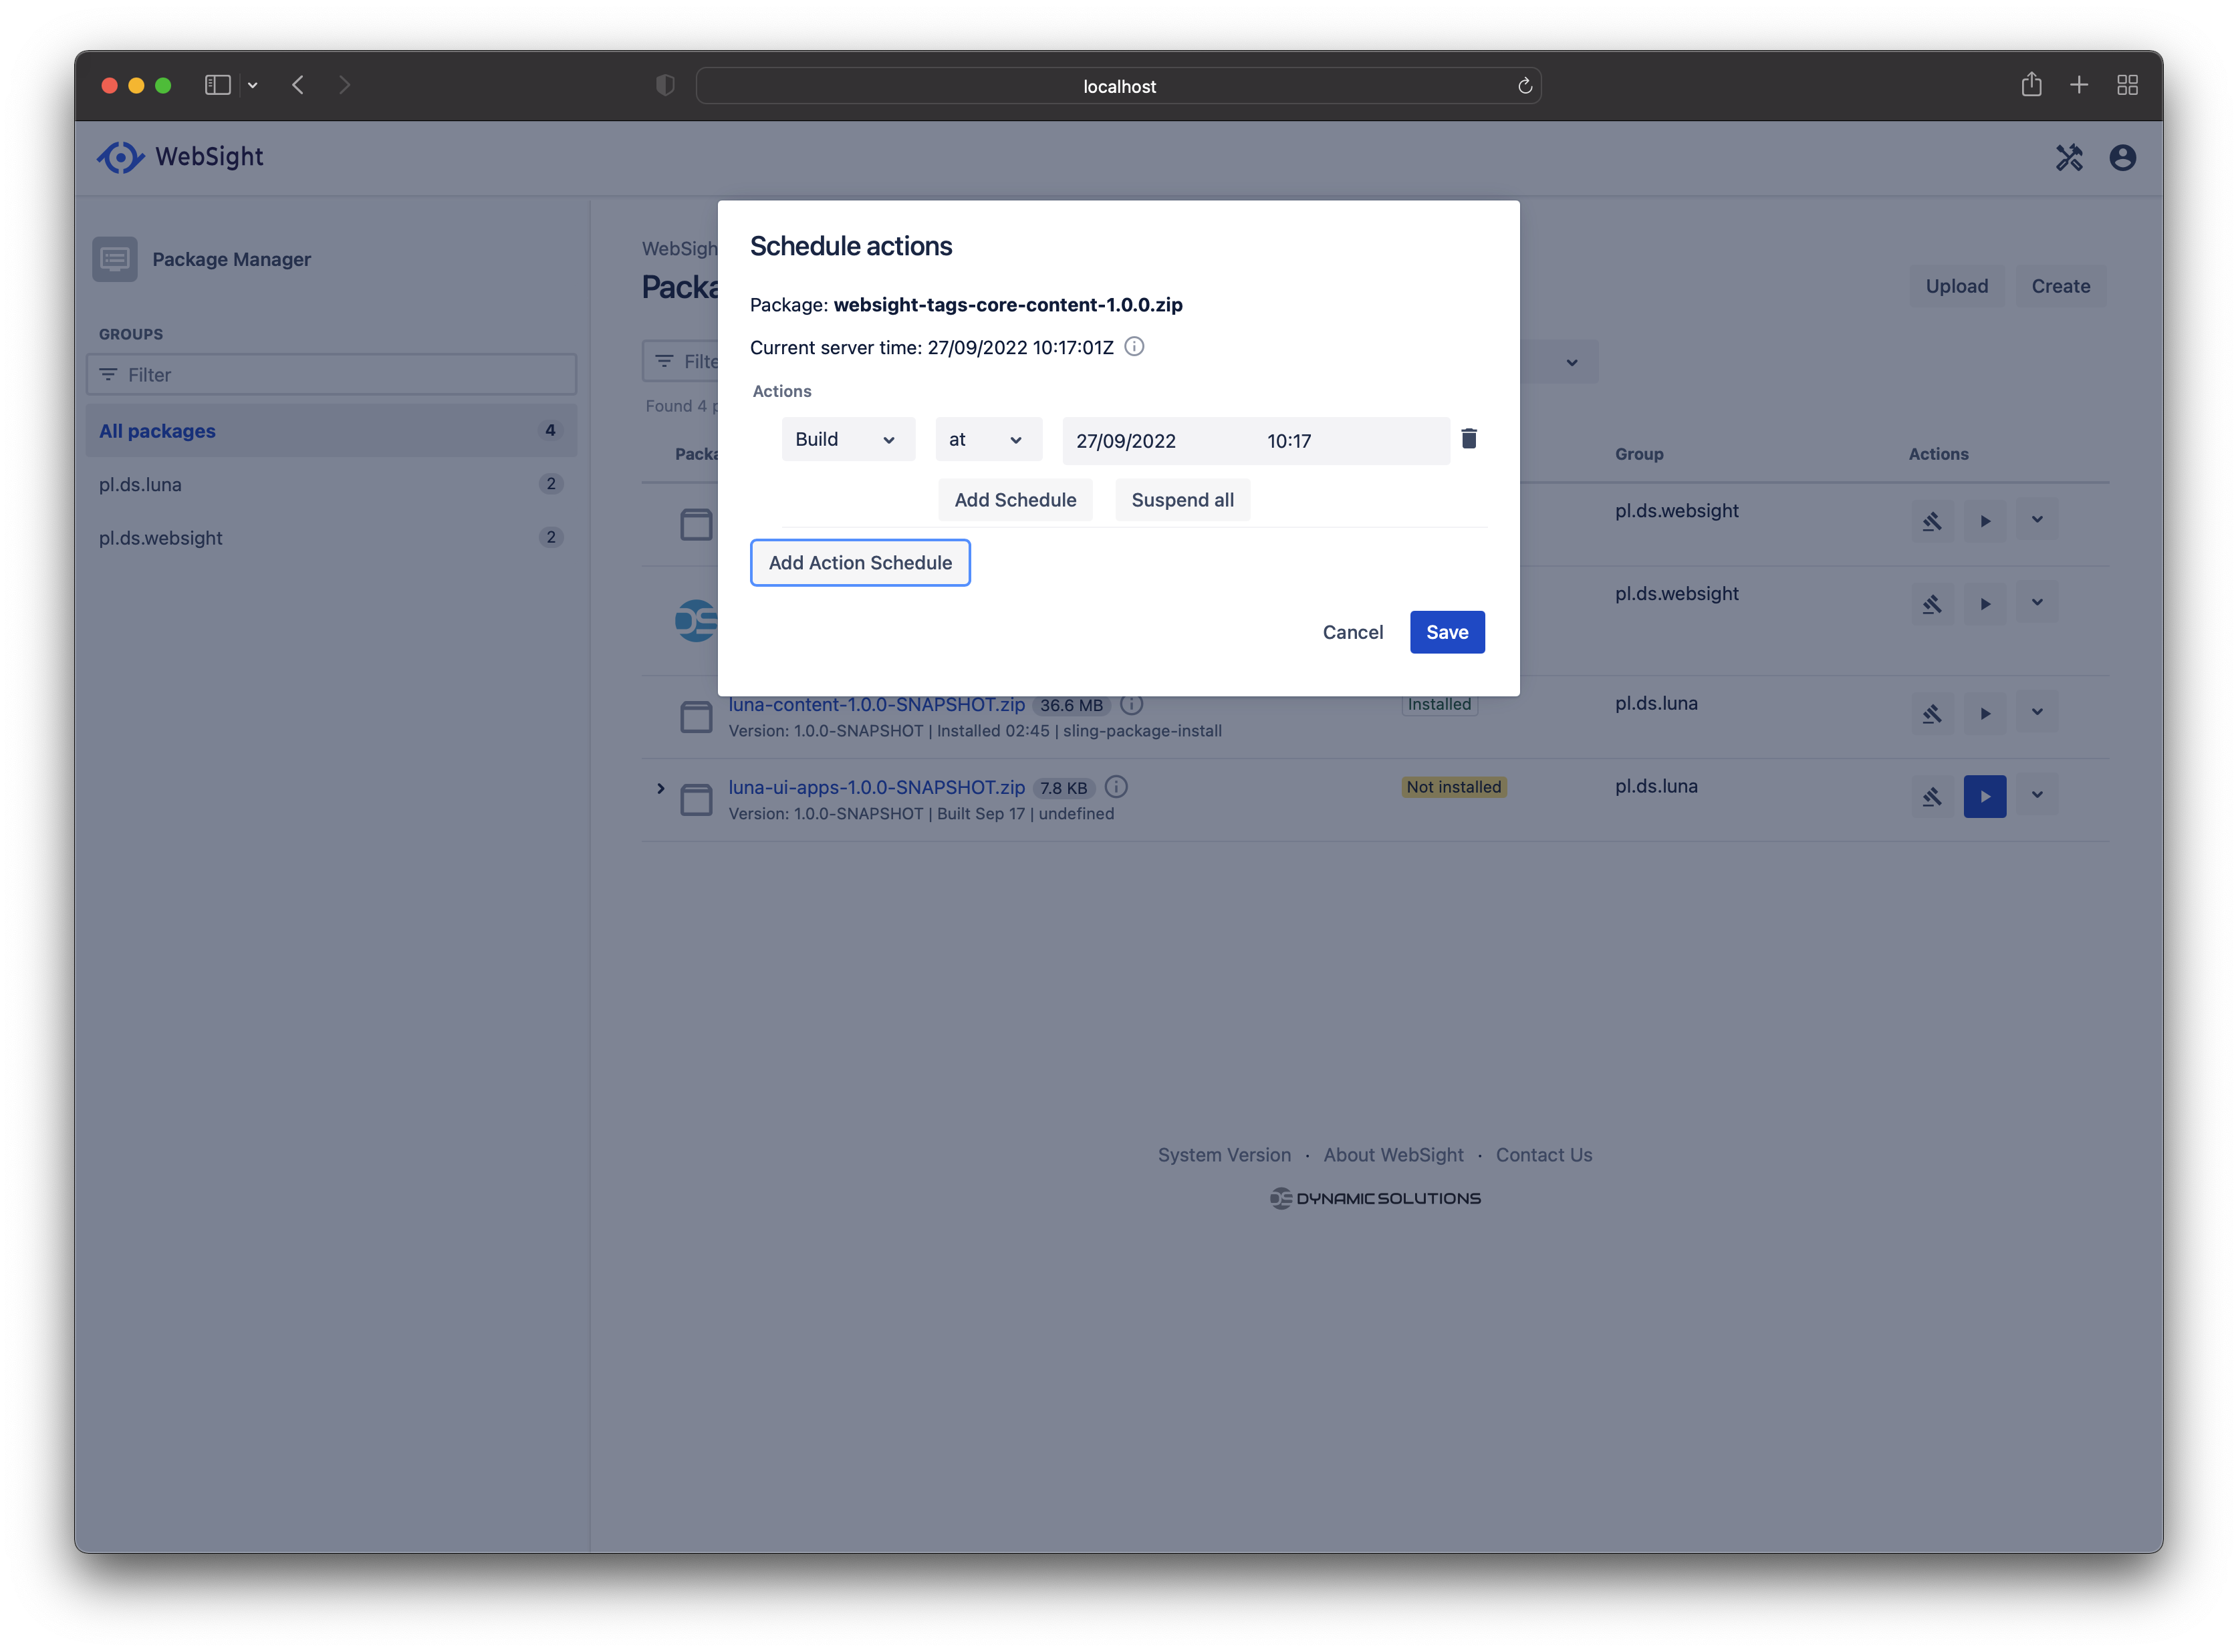 localhost
WebSight
Package Manager
GROUPS
Filter
All packages 4
pl.ds.luna 2
pl.ds.websight 2
Upload Create
Found 4
Schedule actions
Package: websight-tags-core-content-1.0.0.zip
Current server time: 27/09/2022 10:17:01Z
Actions
Build at 27/09/2022 10:17
Add Schedule Suspend all
Add Action Schedule
Cancel Save
Group Actions
pl.ds.websight
DS pl.ds.websight
luna-content-1.0.0-SNAPSHOT.zip 36.6 MB Installed pl.ds.luna
Version: 1.0.0-SNAPSHOT | Installed 02:45 | sling-package-install
luna-ui-apps-1.0.0-SNAPSHOT.zip 7.8 KB Not installed pl.ds.luna
Version: 1.0.0-SNAPSHOT | Built Sep 17 | undefined
System Version · About WebSight · Contact Us
DS DYNAMIC SOLUTIONS